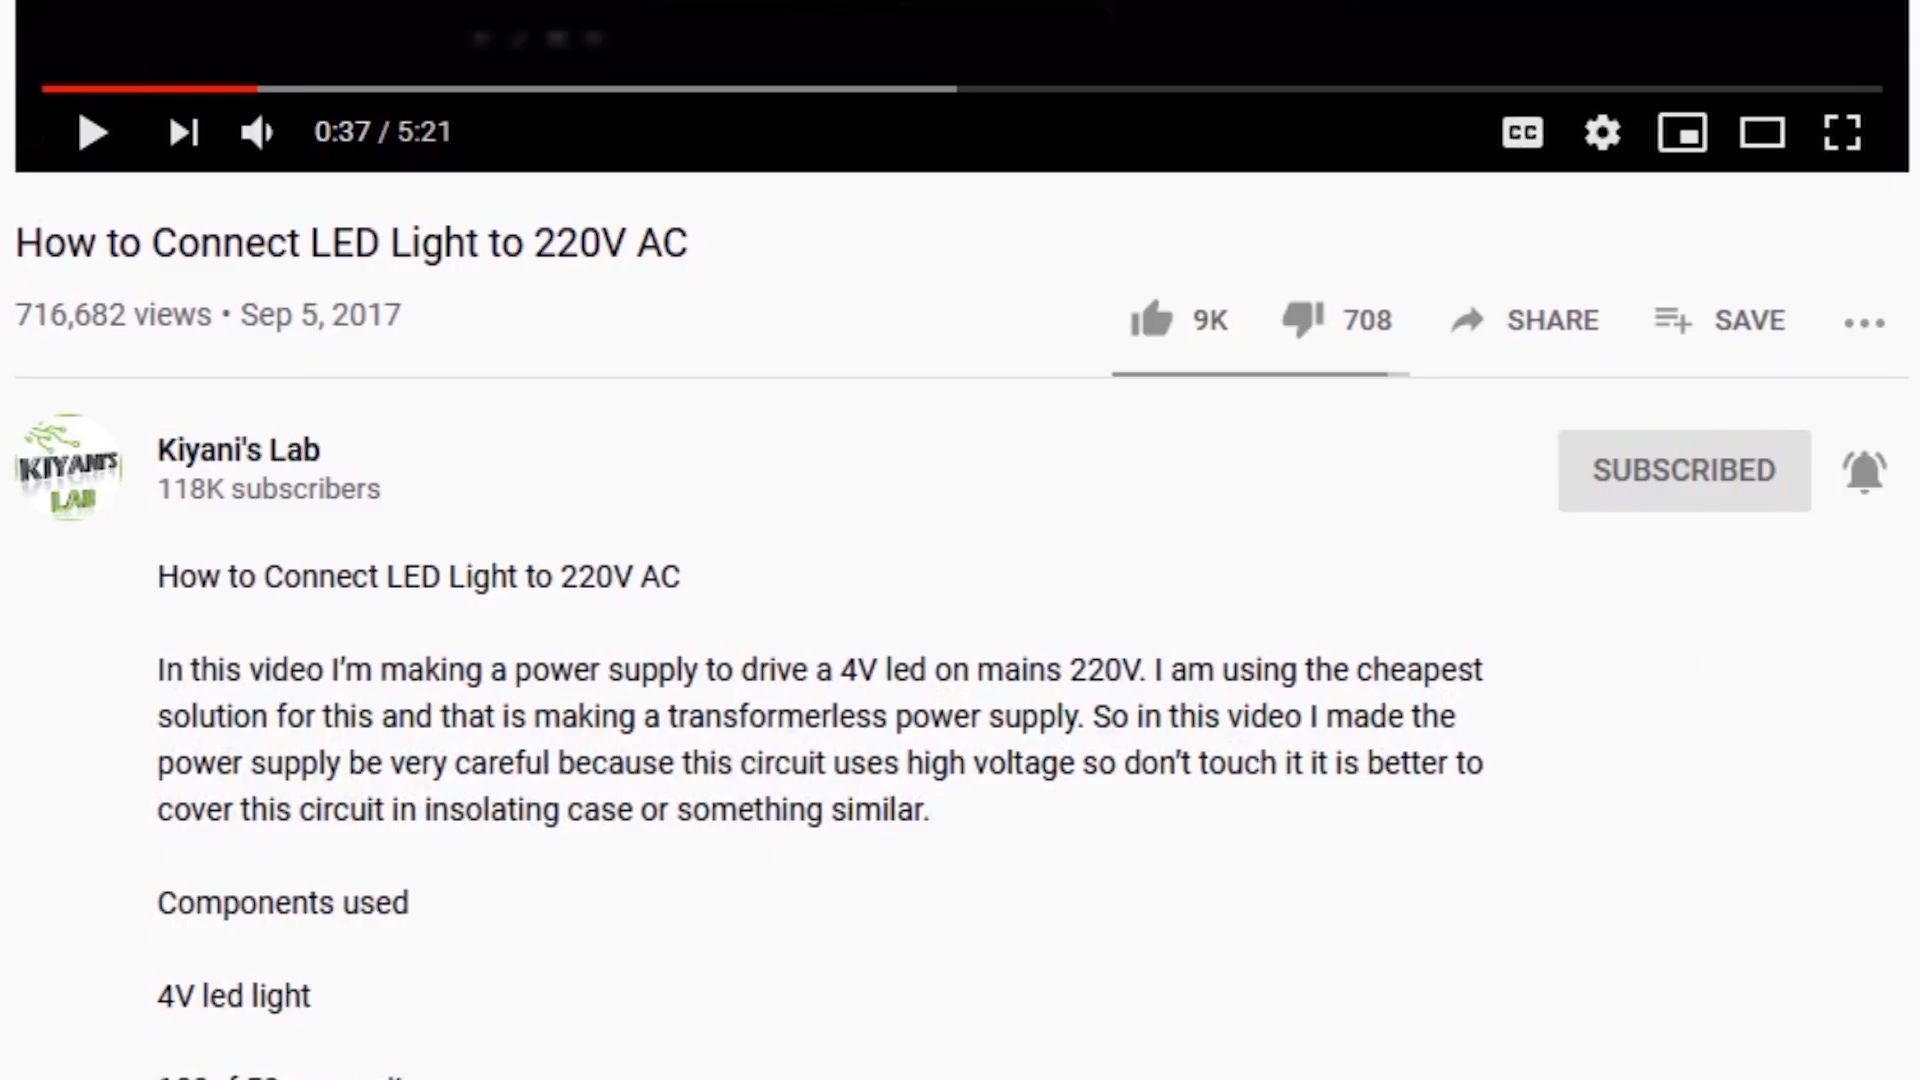 0:37 / 5:21
CC
How to Connect LED Light to 220V AC
716,682 views • Sep 5, 2017
9K
708
SHARE
SAVE
KIYANI'S
LAB
Kiyani's Lab
118K subscribers
SUBSCRIBED
How to Connect LED Light to 220V AC
In this video I'm making a power supply to drive a 4V led on mains 220V. I am using the cheapest
solution for this and that is making a transformerless power supply. So in this video I made the
power supply be very careful because this circuit uses high voltage so don't touch it it is better to
cover this circuit in insolating case or something similar.
Components used
4V led light